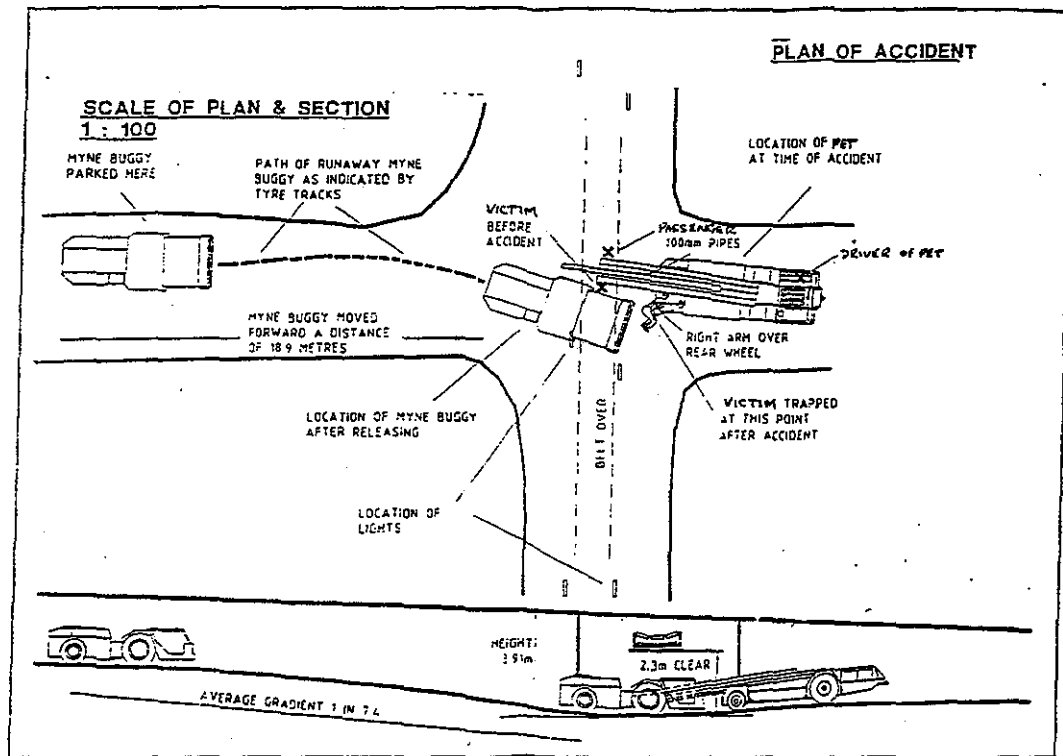 PLAN OF ACCIDENT
SCALE OF PLAN & SECTION
1 : 100
MYNE BUGGY
PARKED HERE
PATH OF RUNAWAY MYNE
BUGGY AS INDICATED BY
TYRE TRACKS
VICTIM
BEFORE
ACCIDENT
PASSENGER
100mm PIPES
LOCATION OF PET
AT TIME OF ACCIDENT
DRIVER OF PET
MYNE BUGGY MOVED
FORWARD A DISTANCE
OF 18.9 METRES
RIGHT ARM OVER
REAR WHEEL
LOCATION OF MYNE BUGGY
AFTER RELEASING
BELT OVER
VICTIM TRAPPED
AT THIS POINT
AFTER ACCIDENT
LOCATION OF
LIGHTS
HEIGHT
3.91m
2.3m CLEAR
AVERAGE GRADIENT 1 IN